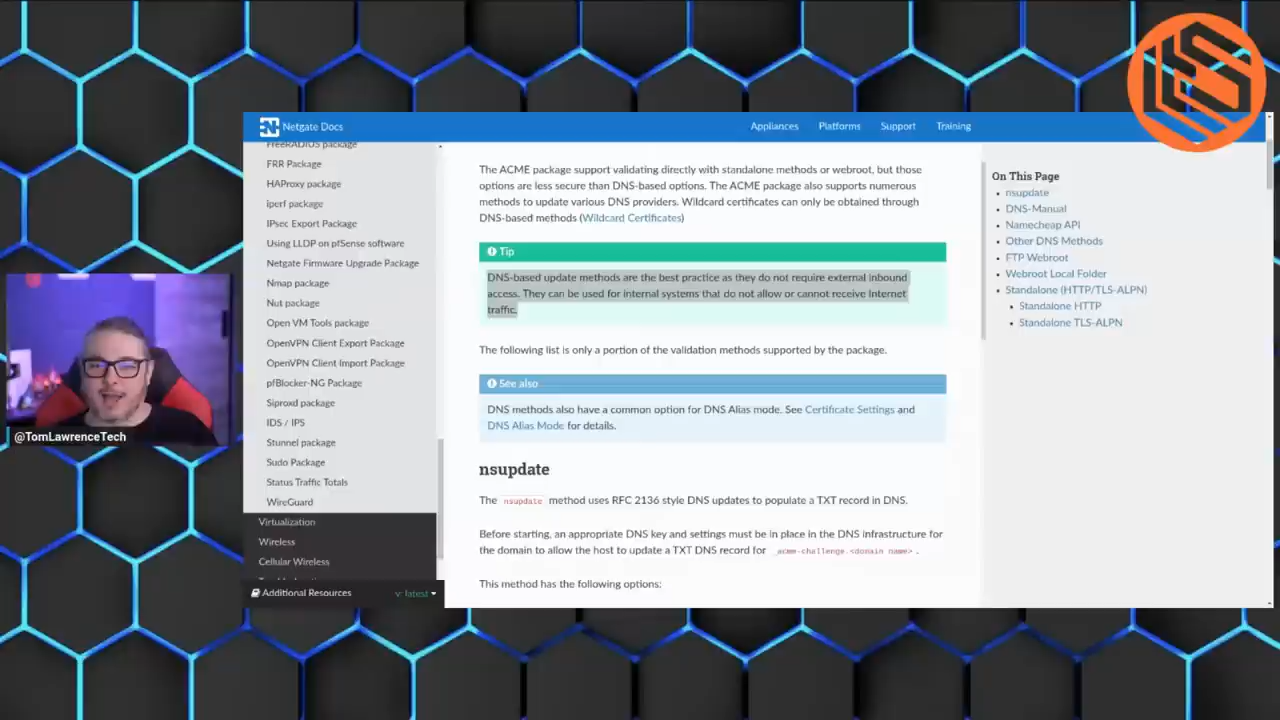 Netgate Docs
Appliances
Platforms
Support
Training
FreeRADIUS package
FRR Package
HAProxy package
iperf package
IPsec Export Package
Using LLDP on pfSense software
Netgate Firmware Upgrade Package
Nmap package
Nut package
Open VM Tools package
OpenVPN Client Export Package
OpenVPN Client Import Package
pfBlocker-NG Package
Siproxd package
IDS / IPS
Stunnel package
Sudo Package
Status Traffic Totals
WireGuard
Virtualization
Wireless
Cellular Wireless
Additional Resources
v: latest
The ACME package support validating directly with standalone methods or webroot, but those
options are less secure than DNS-based options. The ACME package also supports numerous
methods to update various DNS providers. Wildcard certificates can only be obtained through
DNS-based methods (Wildcard Certificates)
Tip
DNS-based update methods are the best practice as they do not require external inbound
access. They can be used for internal systems that do not allow or cannot receive Internet
traffic.
The following list is only a portion of the validation methods supported by the package.
See also
DNS methods also have a common option for DNS Alias mode. See Certificate Settings and
DNS Alias Mode for details.
nsupdate
The nsupdate method uses RFC 2136 style DNS updates to populate a TXT record in DNS.
Before starting, an appropriate DNS key and settings must be in place in the DNS infrastructure for
the domain to allow the host to update a TXT DNS record for _acme-challenge.<domain name> .
This method has the following options:
On This Page
nsupdate
DNS-Manual
Namecheap API
Other DNS Methods
FTP Webroot
Webroot Local Folder
Standalone (HTTP/TLS-ALPN)
Standalone HTTP
Standalone TLS-ALPN
@TomLawrenceTech